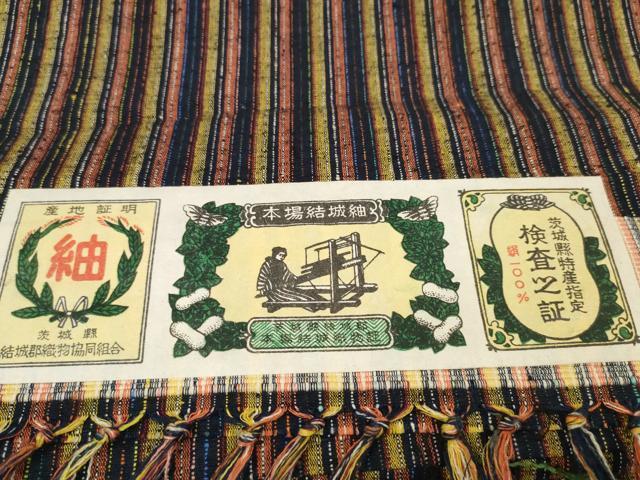 産地証明
紬
茨城縣
結城郡織物協同組合
本場結城紬
茨城縣特産指定
検査之証
絹一〇〇%